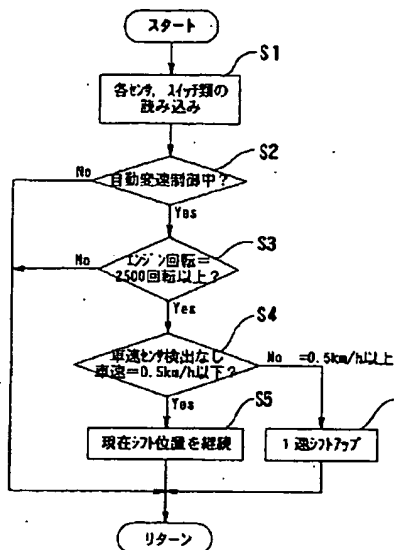 スタート
S1
各センサ, スイッチ類の
読み込み
S2
自動変速制御中?
No
Yes
S3
エンジン回転=
2500回転以上?
No
Yes
S4
車速センサ検出なし
車速=0.5km/h以下?
No =0.5km/h以上
Yes
S5
現在シフト位置を継続
1速シフトアップ
リターン